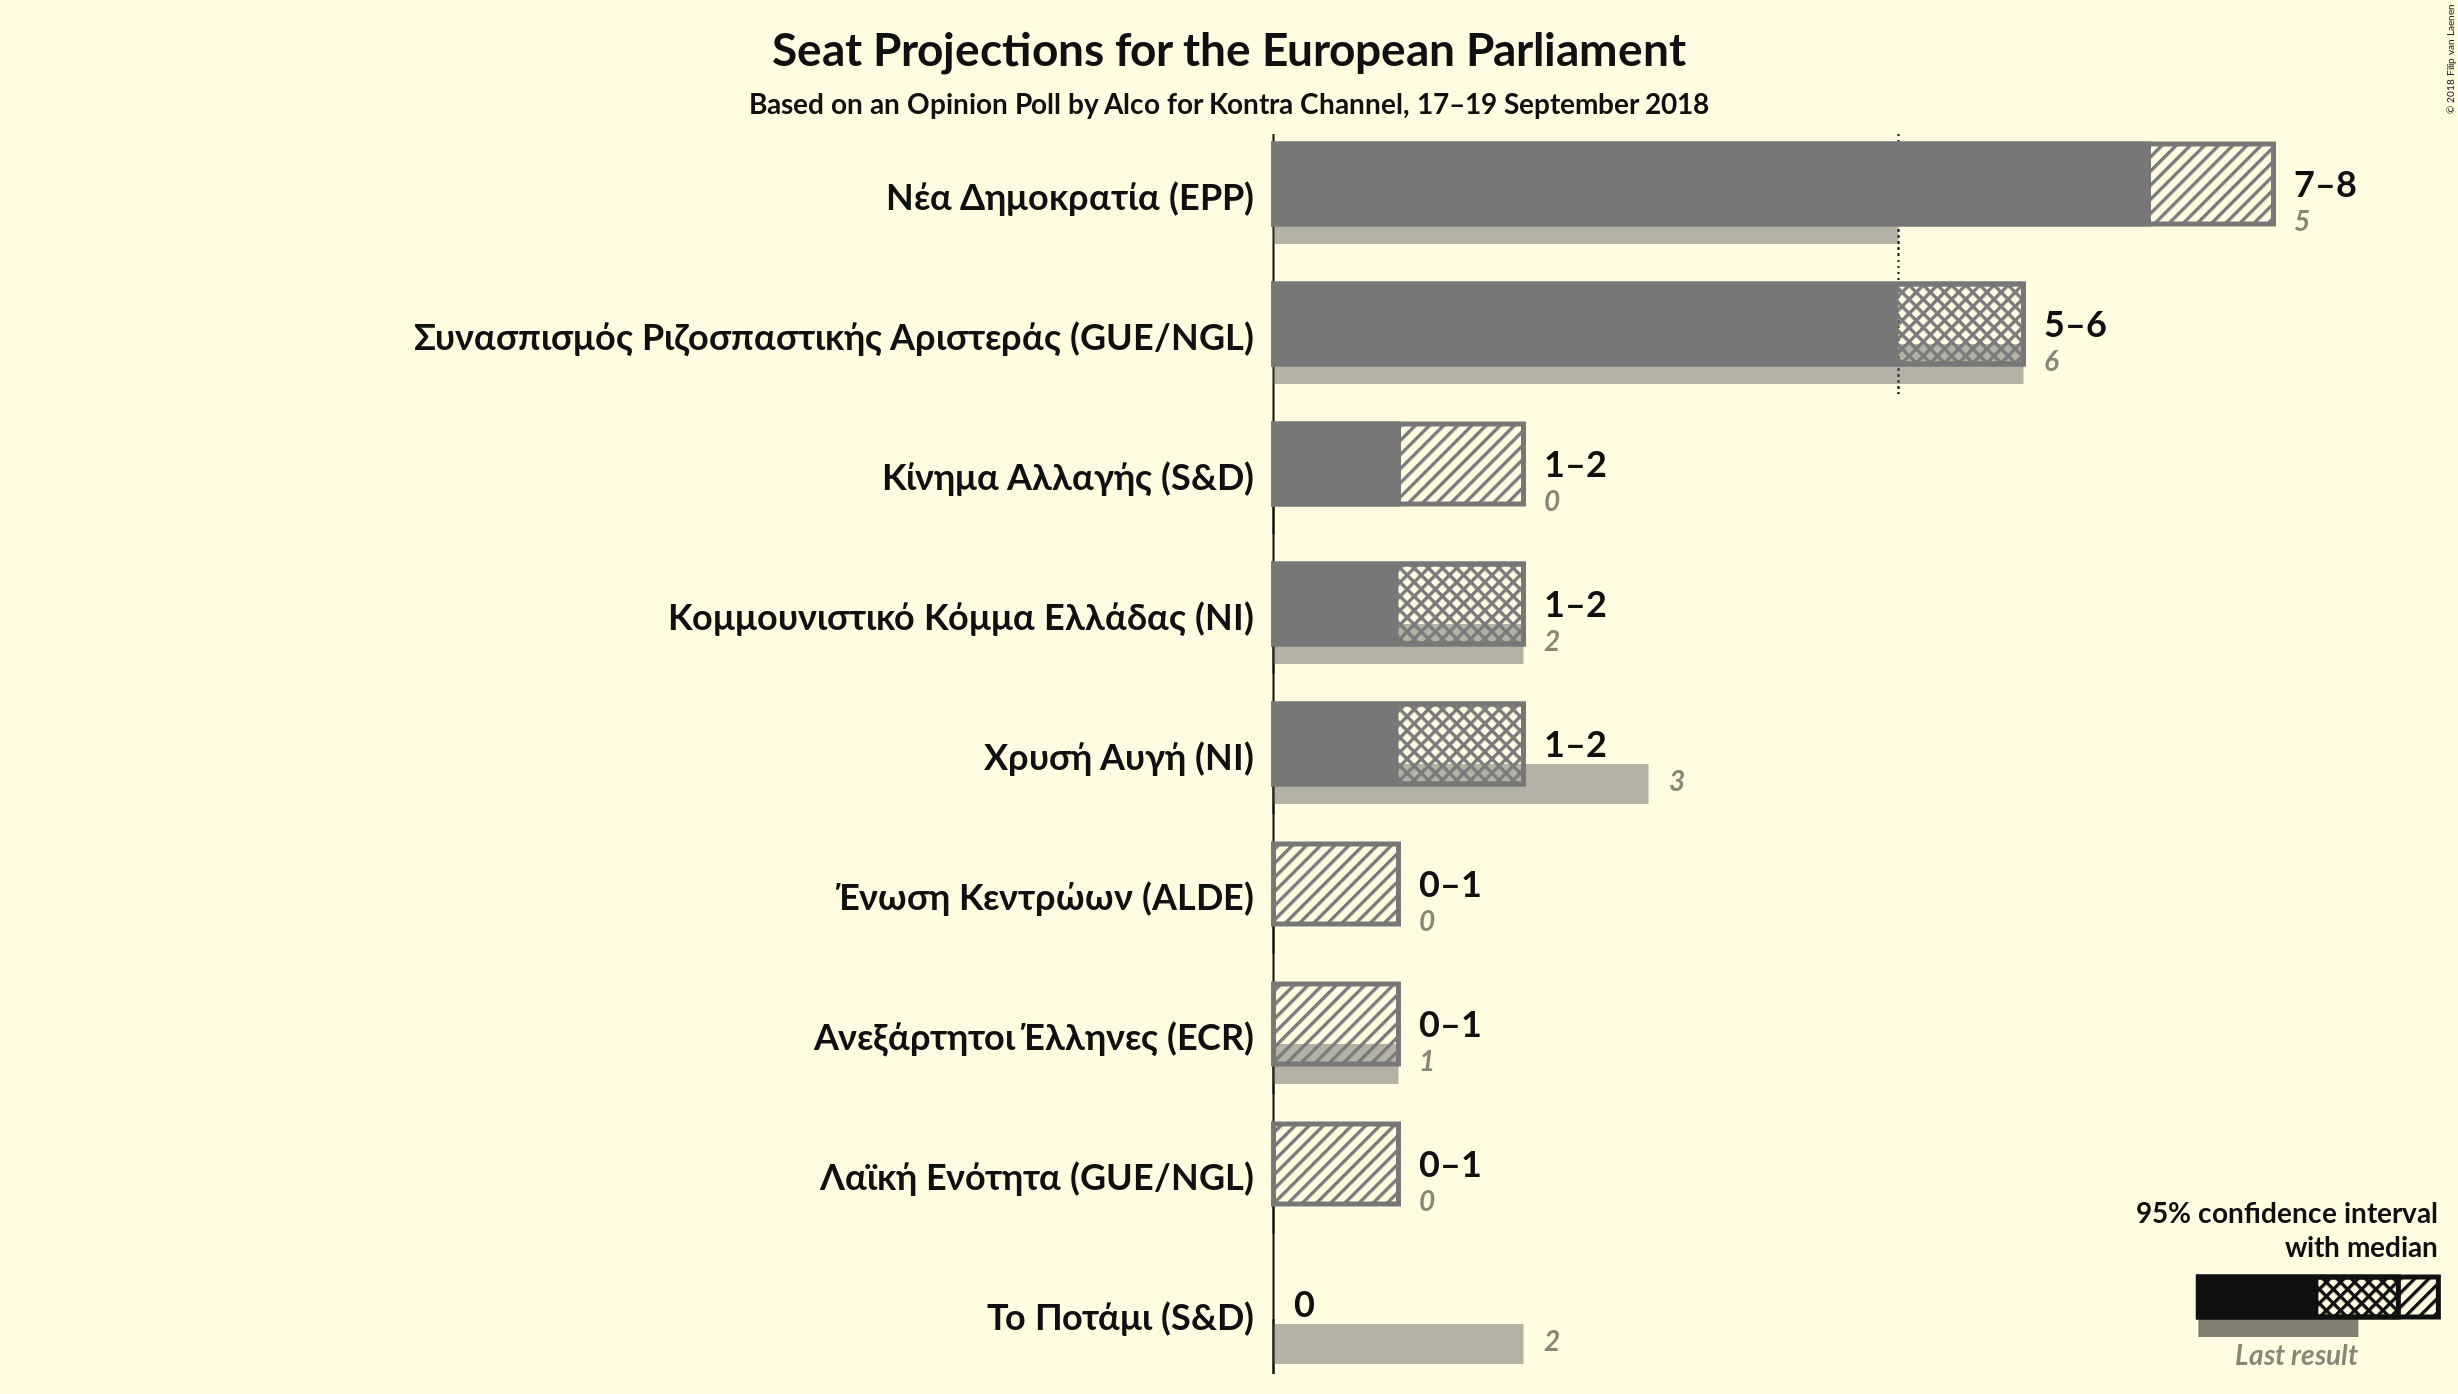 Seat Projections for the European Parliament
Based on an Opinion Poll by Alco for Kontra Channel, 17–19 September 2018
© 2018 Filip van Laenen
Νέα Δημοκρατία (EPP)
7–8
5
Συνασπισμός Ριζοσπαστικής Αριστεράς (GUE/NGL)
5–6
6
Κίνημα Αλλαγής (S&D)
1–2
0
Κομμουνιστικό Κόμμα Ελλάδας (NI)
1–2
2
Χρυσή Αυγή (NI)
1–2
3
Ένωση Κεντρώων (ALDE)
0–1
0
Ανεξάρτητοι Έλληνες (ECR)
0–1
1
Λαϊκή Ενότητα (GUE/NGL)
0–1
0
Το Ποτάμι (S&D)
0
2
95% confidence interval
with median
Last result